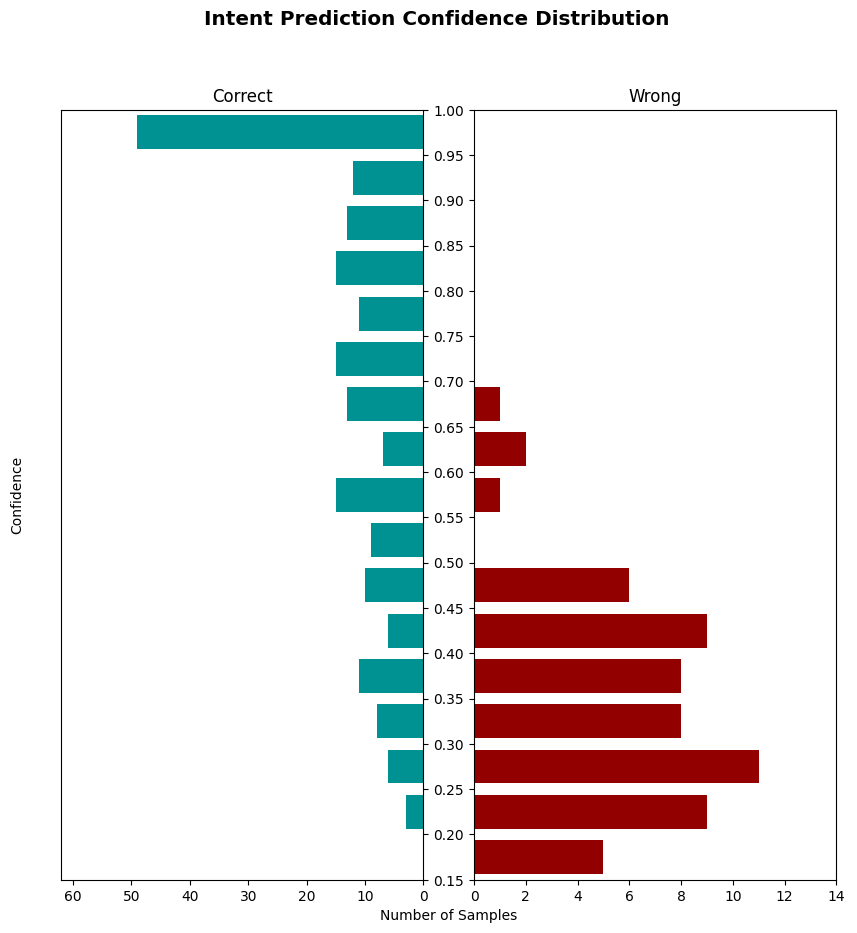 Intent Prediction Confidence Distribution
Correct
Wrong
1.00
0.95
0.90
0.85
0.80
0.75
0.70
0.65
0.60
0.55
0.50
0.45
0.40
0.35
0.30
0.25
0.20
0.15
Confidence
60 50 40 30 20 10 0
0 2 4 6 8 10 12 14
Number of Samples